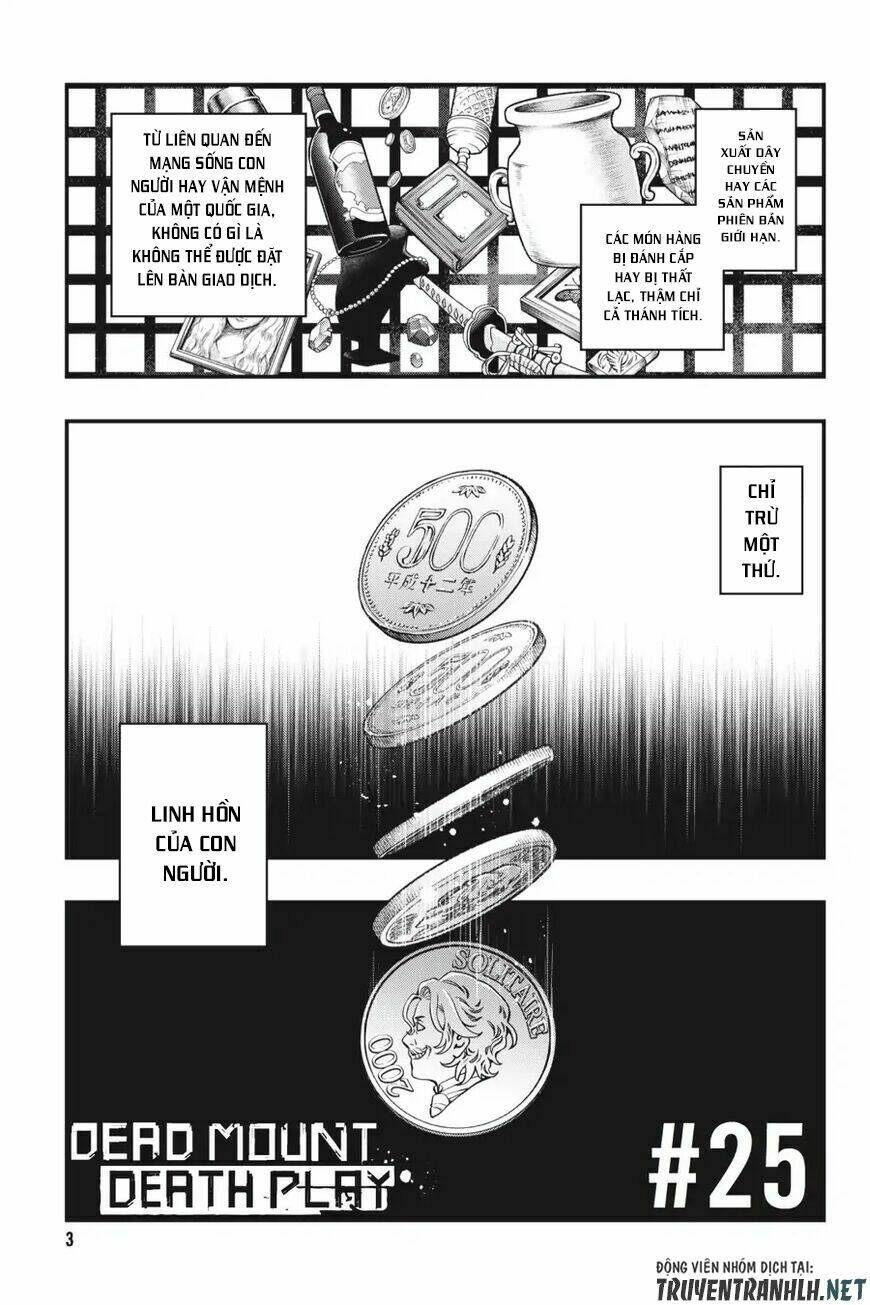 SẢN
XUẤT DÂY
CHUYỀN
HAY CÁC
SẢN PHẨM
PHIÊN BẢN
GIỚI HẠN.
CÁC MÓN HÀNG
BỊ ĐÁNH CẮP
HAY BỊ THẤT
LẠC, THẬM CHÍ
CẢ THÁNH TÍCH.
TỪ LIÊN QUAN ĐẾN
MẠNG SỐNG CON
NGƯỜI HAY VẬN MỆNH
CỦA MỘT QUỐC GIA,
KHÔNG CÓ GÌ LÀ
KHÔNG THỂ ĐƯỢC ĐẶT
LÊN BÀN GIAO DỊCH.
CHỈ
TRỪ
MỘT
THỨ.
500
平成十二年
LINH HỒN
CỦA CON
NGƯỜI.
SOLITAIRE
2000
DEAD MOUNT
DEATH PLAY
#25
3
ĐỘNG VIÊN NHÓM DỊCH TẠI:
TRUYENTRANHLH.NET